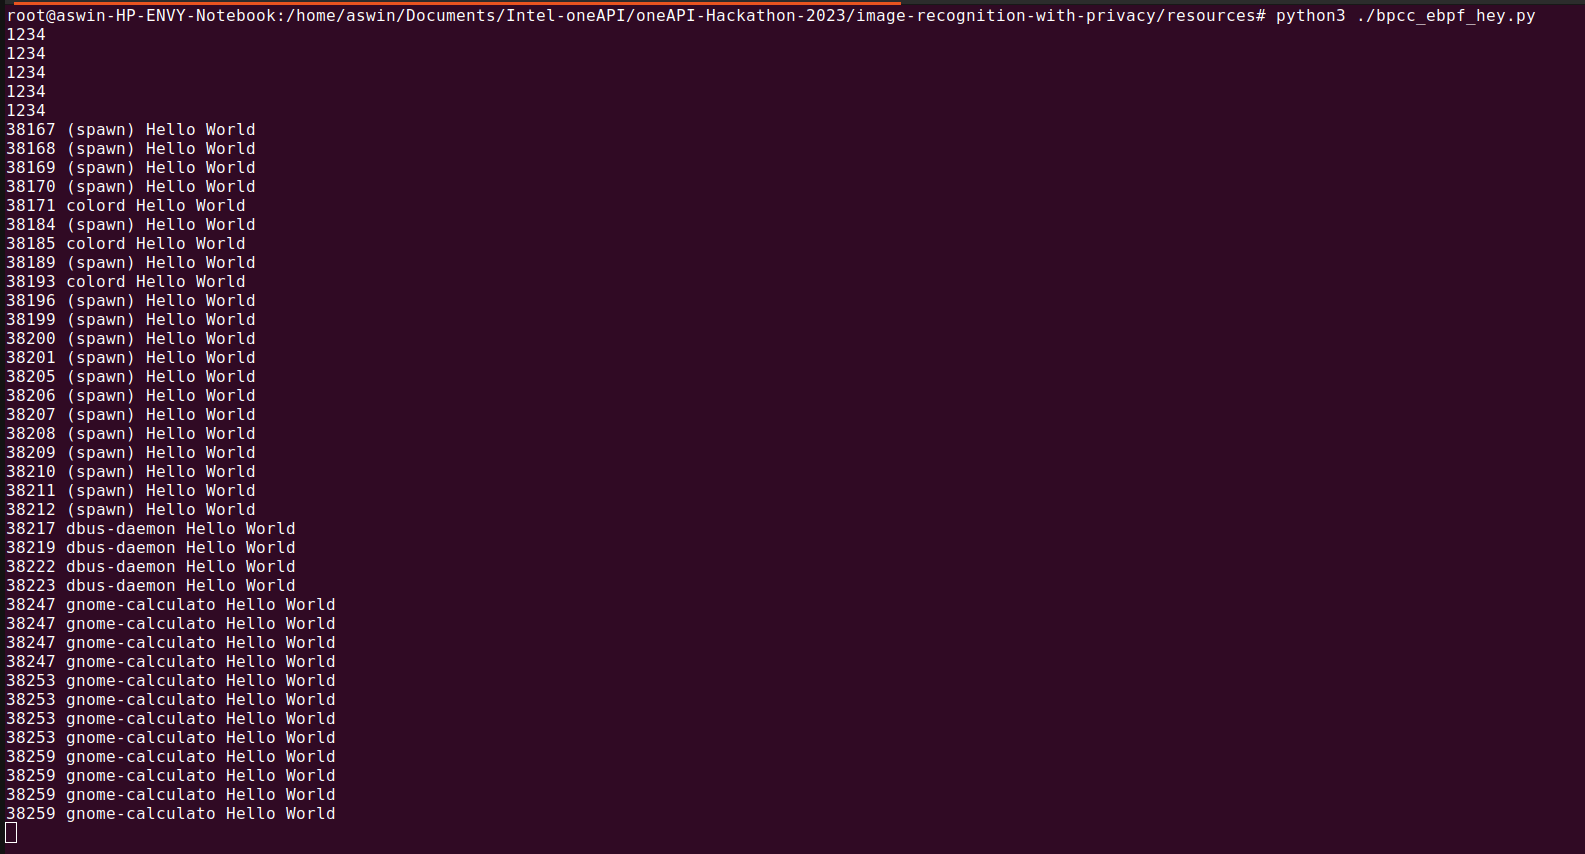 root@aswin-HP-ENVY-Notebook:/home/aswin/Documents/Intel-oneAPI/oneAPI-Hackathon-2023/image-recognition-with-privacy/resources# python3 ./bpcc_ebpf_hey.py
1234
1234
1234
1234
1234
38167 (spawn) Hello World
38168 (spawn) Hello World
38169 (spawn) Hello World
38170 (spawn) Hello World
38171 colord Hello World
38184 (spawn) Hello World
38185 colord Hello World
38189 (spawn) Hello World
38193 colord Hello World
38196 (spawn) Hello World
38199 (spawn) Hello World
38200 (spawn) Hello World
38201 (spawn) Hello World
38205 (spawn) Hello World
38206 (spawn) Hello World
38207 (spawn) Hello World
38208 (spawn) Hello World
38209 (spawn) Hello World
38210 (spawn) Hello World
38211 (spawn) Hello World
38212 (spawn) Hello World
38217 dbus-daemon Hello World
38219 dbus-daemon Hello World
38222 dbus-daemon Hello World
38223 dbus-daemon Hello World
38247 gnome-calculato Hello World
38247 gnome-calculato Hello World
38247 gnome-calculato Hello World
38247 gnome-calculato Hello World
38253 gnome-calculato Hello World
38253 gnome-calculato Hello World
38253 gnome-calculato Hello World
38253 gnome-calculato Hello World
38259 gnome-calculato Hello World
38259 gnome-calculato Hello World
38259 gnome-calculato Hello World
38259 gnome-calculato Hello World